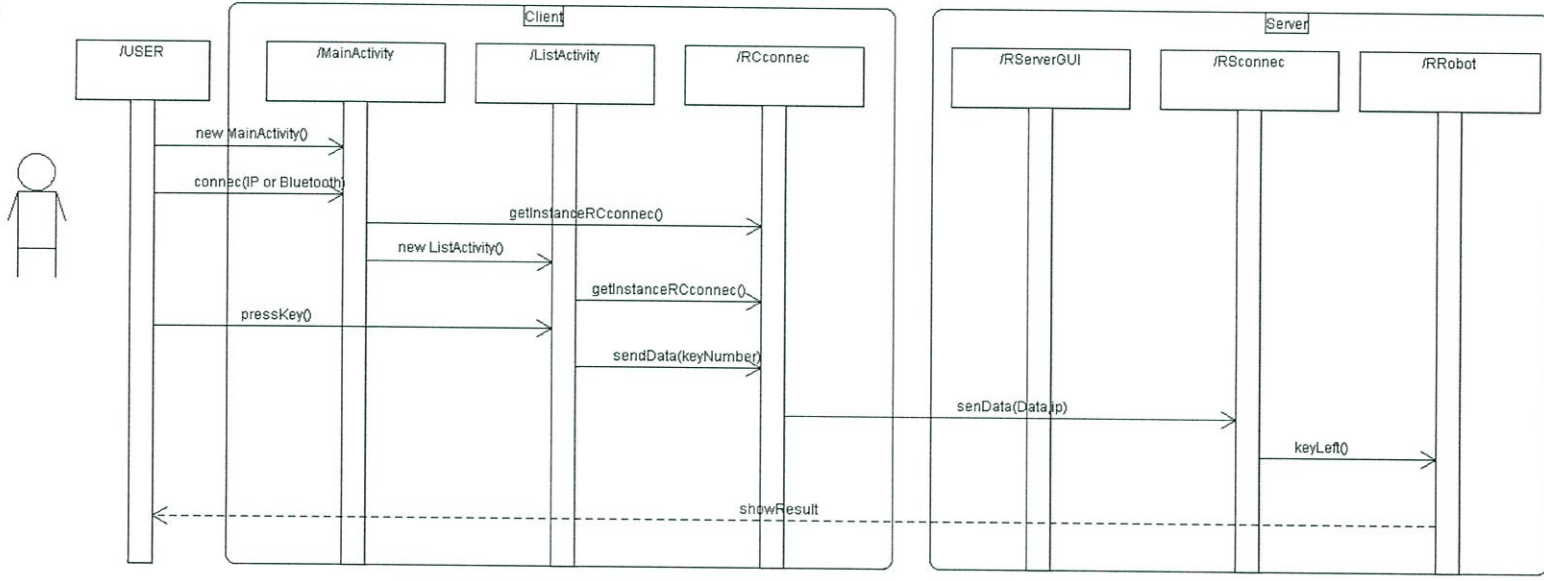 Client
Server
/USER
/MainActivity
/ListActivity
/RCconnec
/RServerGUI
/RSconnec
/RRobot
new MainActivity()
connec(IP or Bluetooth)
getInstanceRCconnec()
new ListActivity()
getInstanceRCconnec()
pressKey()
sendData(keyNumber)
senData(Data,ip)
keyLeft()
showResult